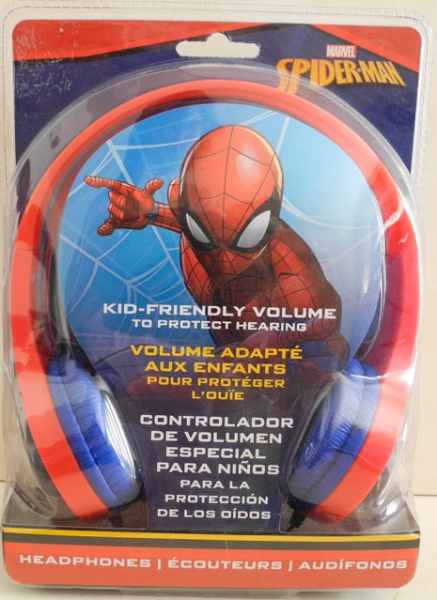 MARVEL
SPIDER-MAN
KID-FRIENDLY VOLUME
TO PROTECT HEARING
VOLUME ADAPTÉ
AUX ENFANTS
POUR PROTÉGER
L'OUÏE
CONTROLADOR
DE VOLUMEN
ESPECIAL
PARA NIÑOS
PARA LA
PROTECCIÓN
DE LOS OÍDOS
HEADPHONES | ÉCOUTEURS | AUDÍFONOS